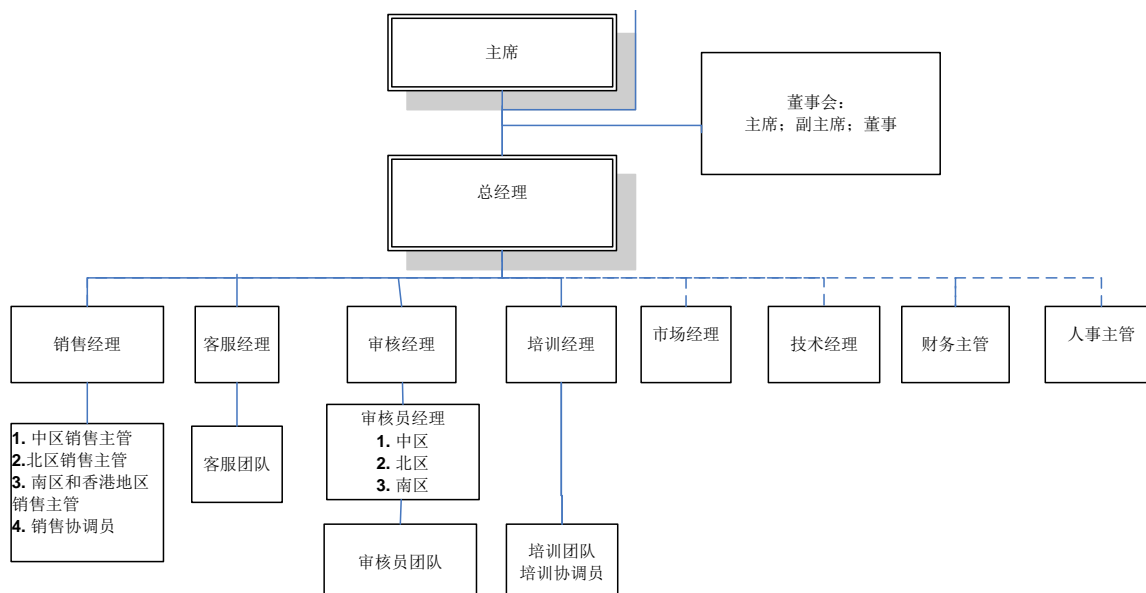 主席
董事会：
主席；副主席；董事
总经理
销售经理
客服经理
审核经理
培训经理
市场经理
技术经理
财务主管
人事主管
1. 中区销售主管
2.北区销售主管
3. 南区和香港地区
销售主管
4. 销售协调员
客服团队
审核员经理
1. 中区
2. 北区
3. 南区
审核员团队
培训团队
培训协调员